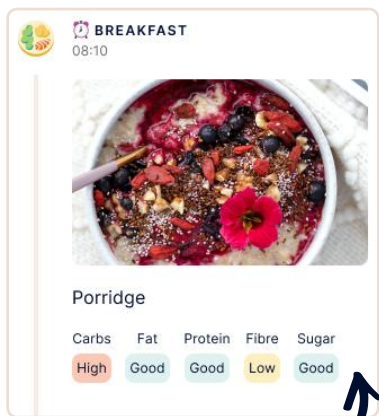 BREAKFAST
08:10
Porridge
Carbs Fat Protein Fibre Sugar
High Good Good Low Good